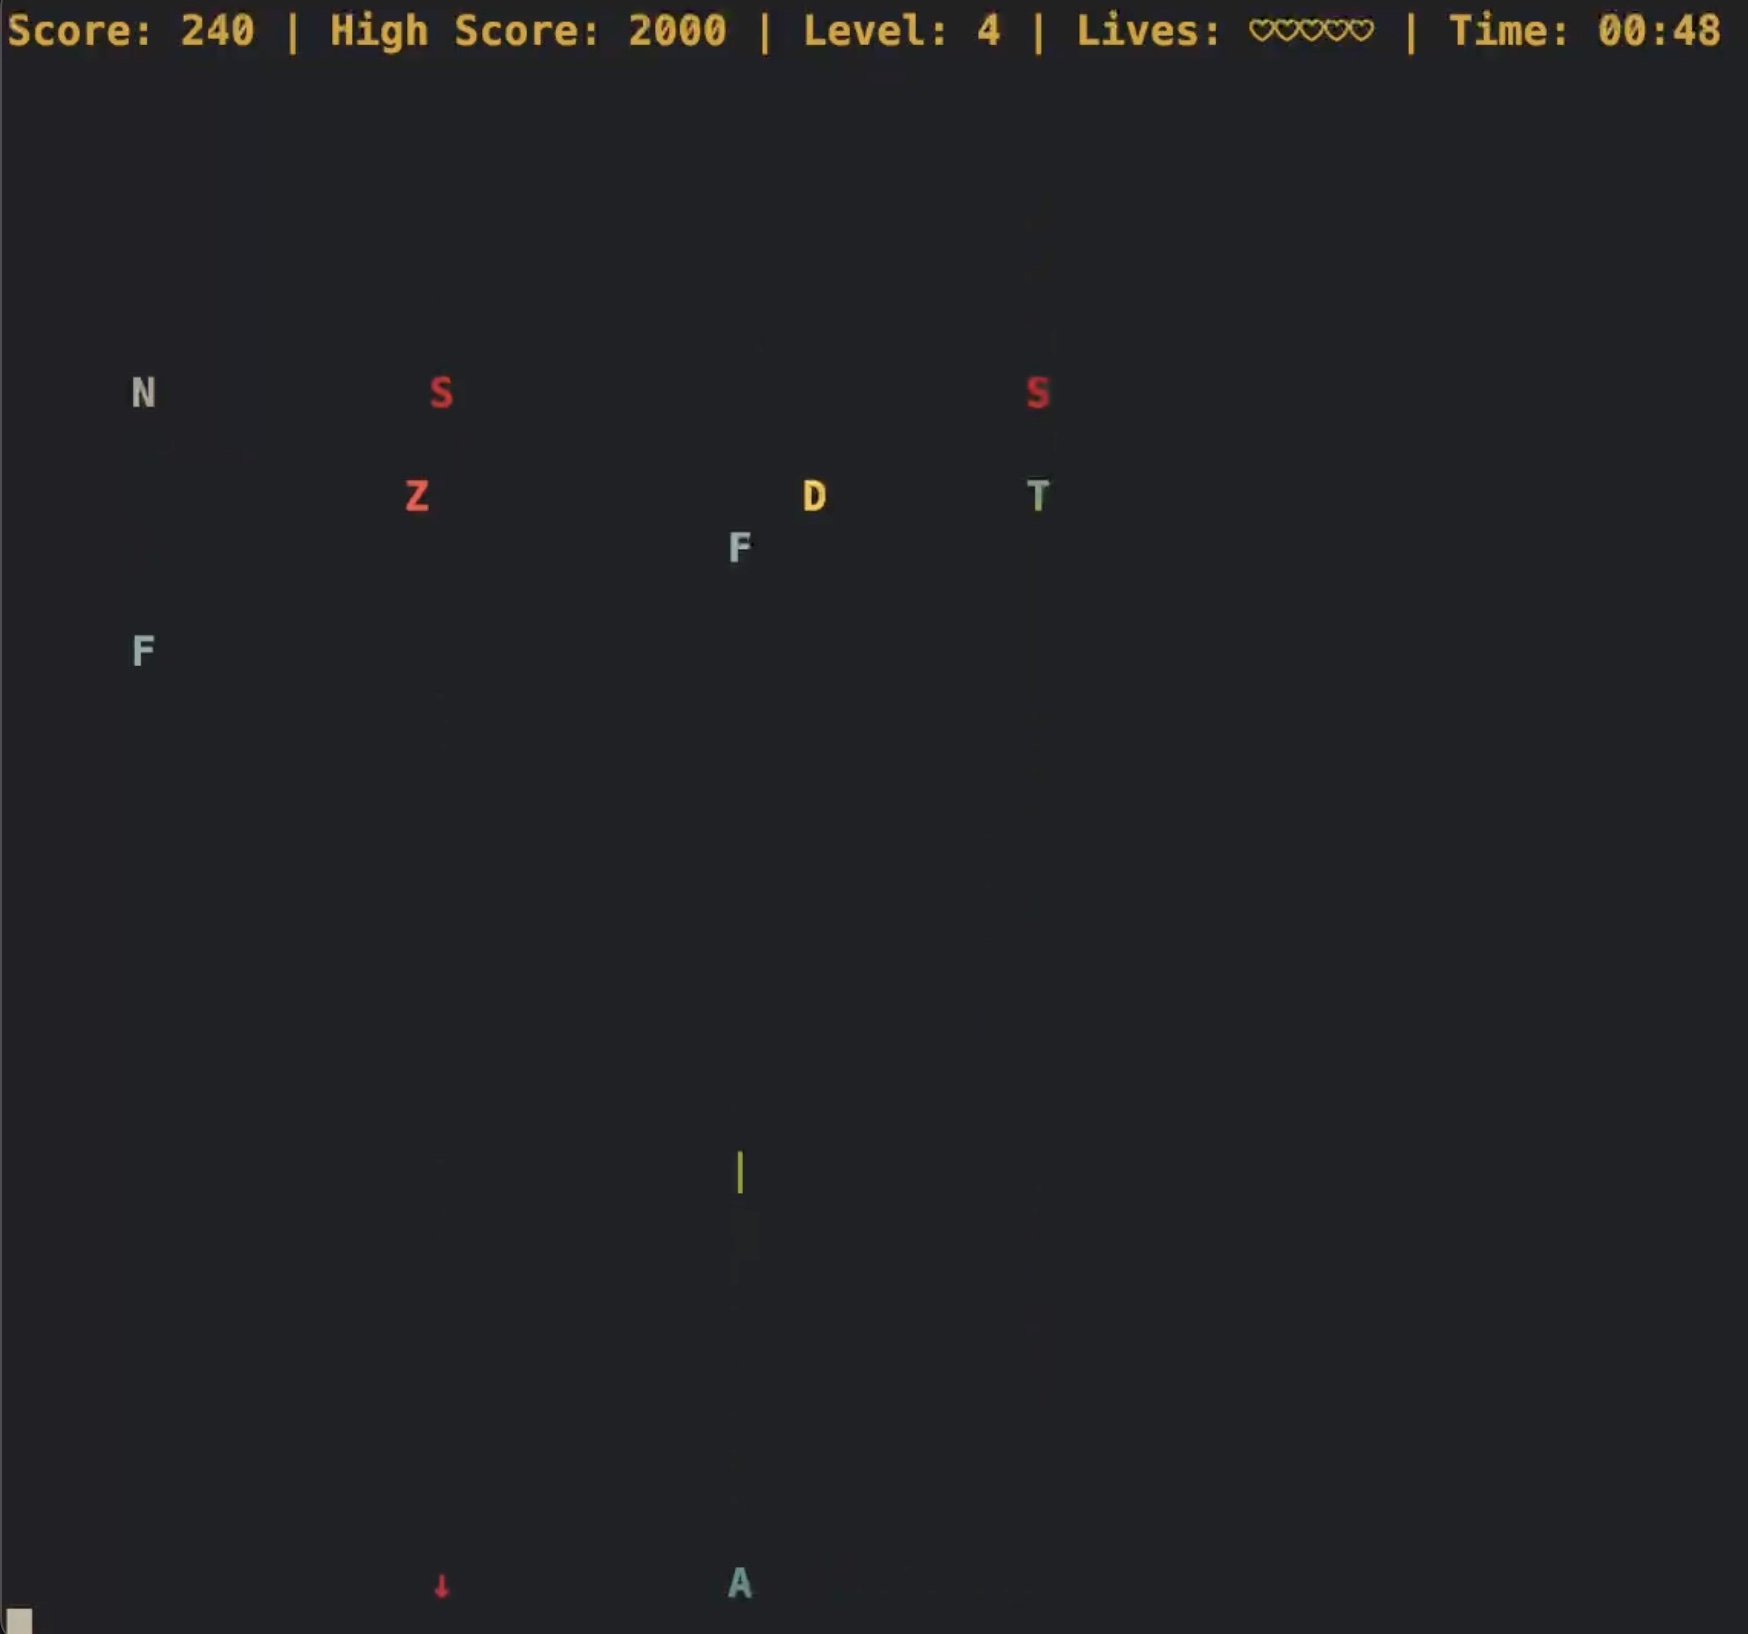 Score: 240 | High Score: 2000 | Level: 4 | Lives: ♡♡♡♡♡ | Time: 00:48
N S S
Z D T
F
F
|
↓ A